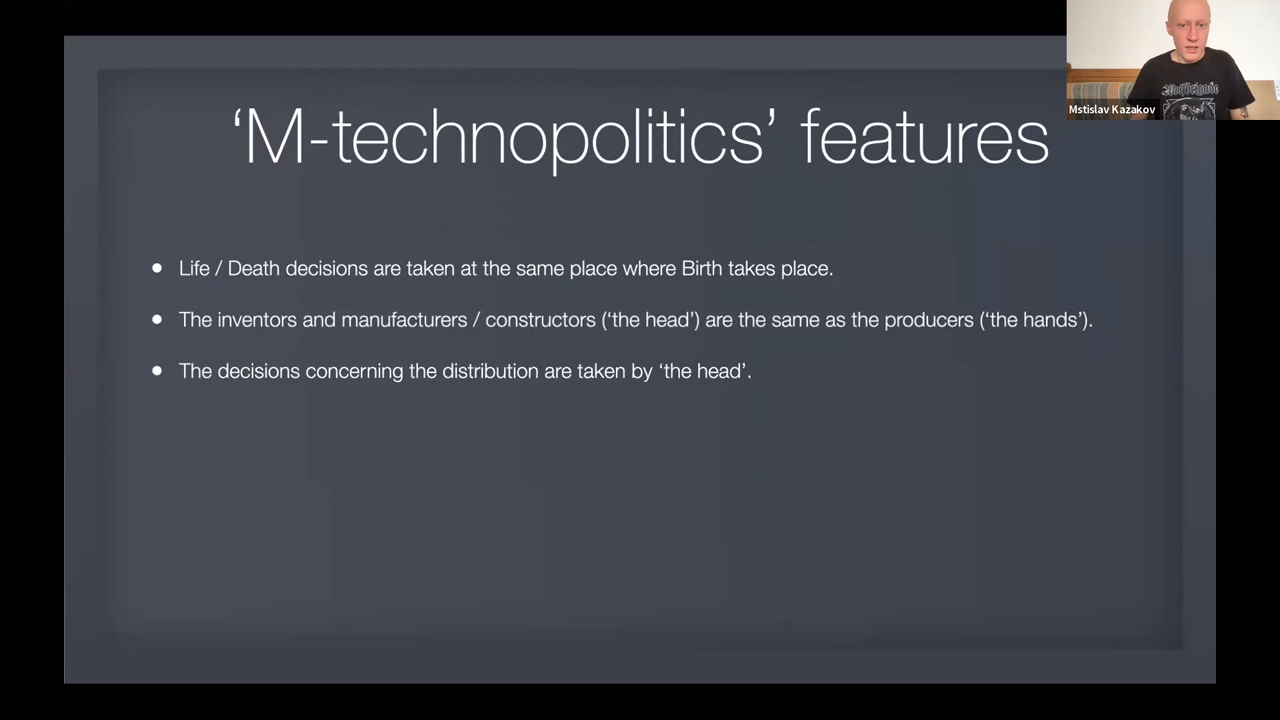 ‘M-technopolitics’ features
• Life / Death decisions are taken at the same place where Birth takes place.
• The inventors and manufacturers / constructors (‘the head’) are the same as the producers (‘the hands’).
• The decisions concerning the distribution are taken by ‘the head’.
Wolfbrigade
Mstislav Kazakov